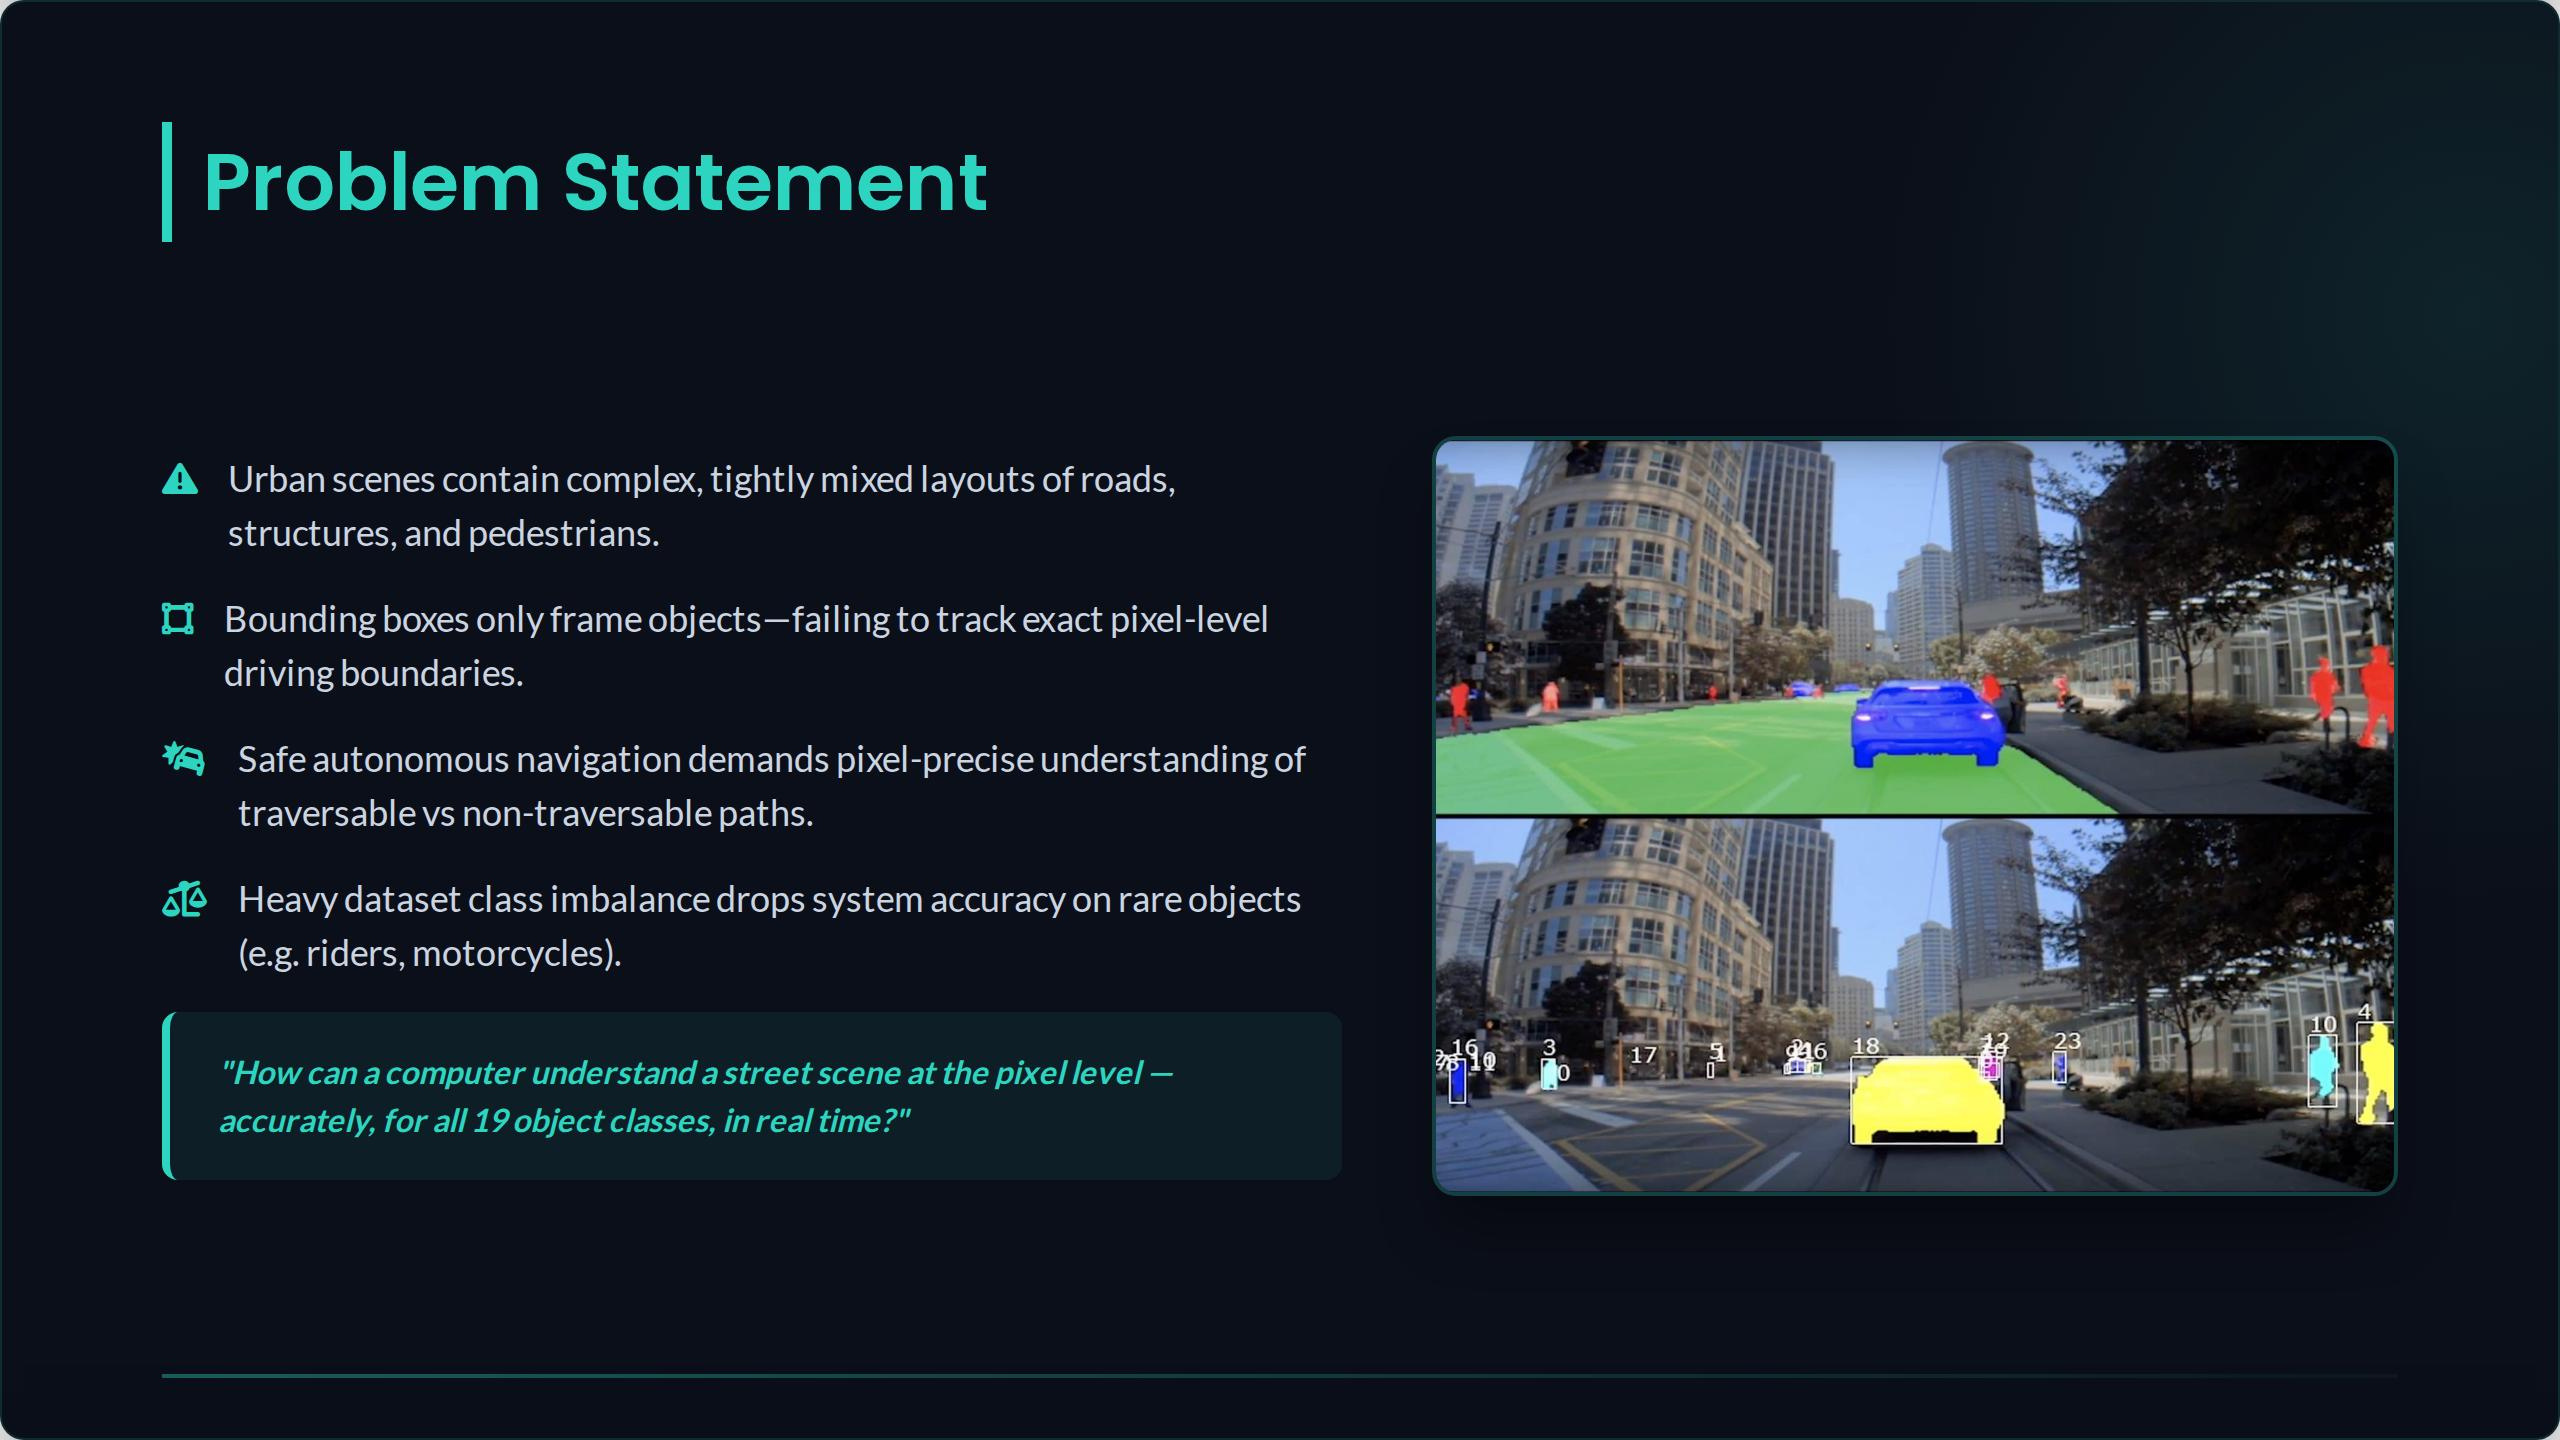 Problem Statement
Urban scenes contain complex, tightly mixed layouts of roads,
structures, and pedestrians.
Bounding boxes only frame objects—failing to track exact pixel-level
driving boundaries.
Safe autonomous navigation demands pixel-precise understanding of
traversable vs non-traversable paths.
Heavy dataset class imbalance drops system accuracy on rare objects
(e.g. riders, motorcycles).
"How can a computer understand a street scene at the pixel level —
accurately, for all 19 object classes, in real time?"
16
3
17
18
23
10
4